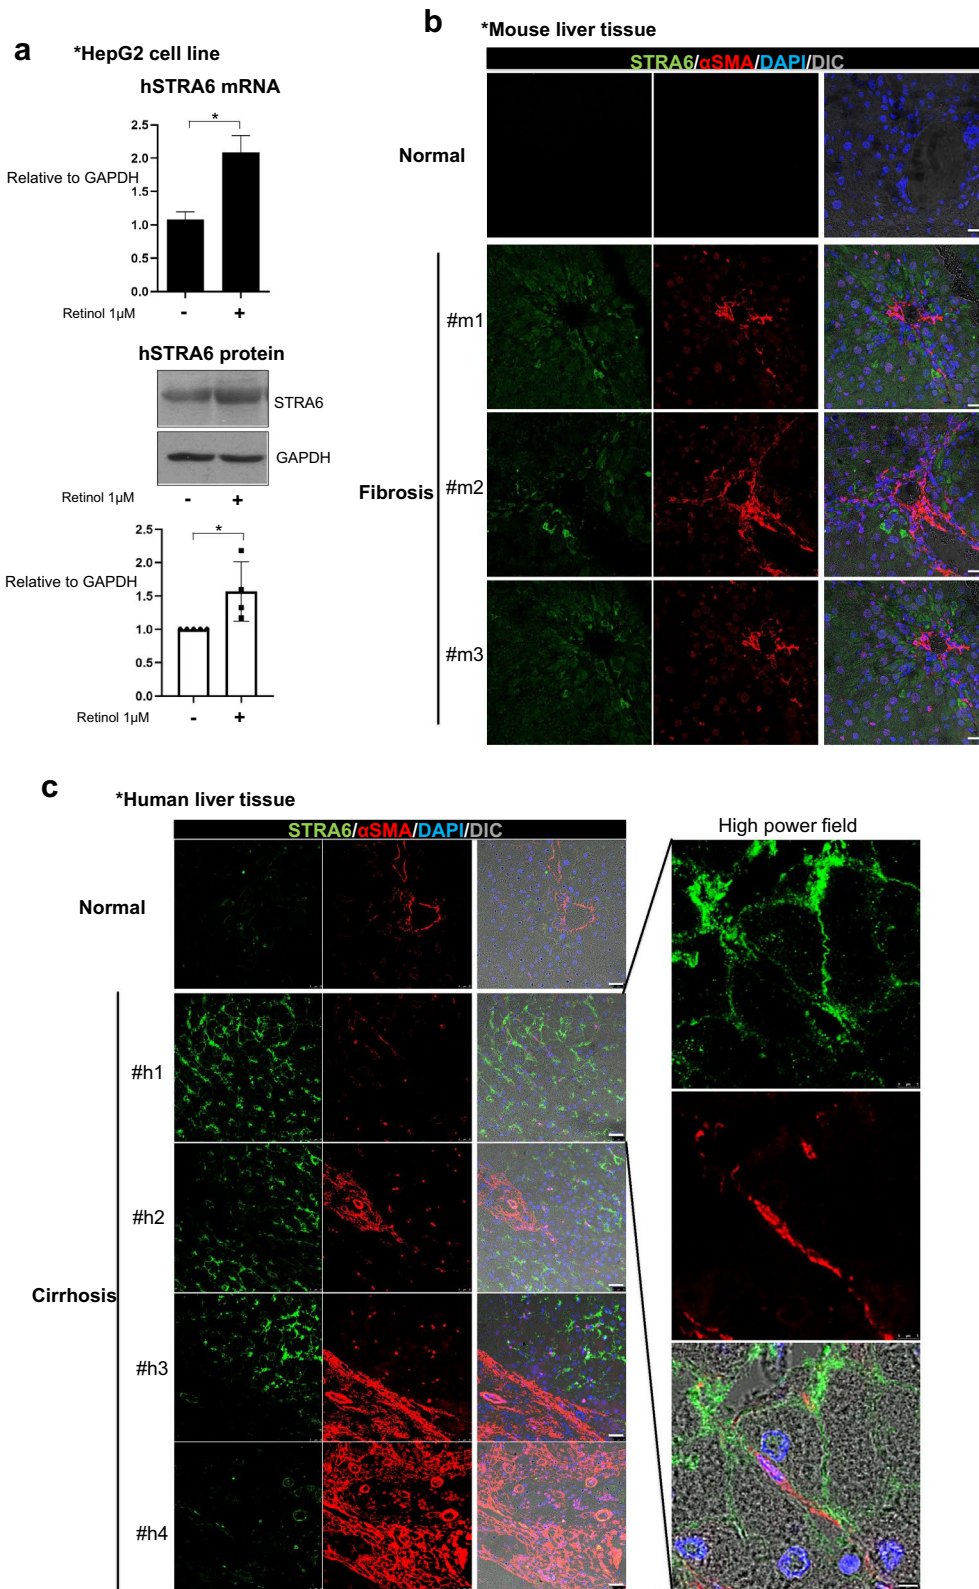 a
*HepG2 cell line
hSTRA6 mRNA
*
2.5
2.0
1.5
1.0
0.5
0.0
Relative to GAPDH
Retinol 1μM
-
+
hSTRA6 protein
STRA6
GAPDH
Retinol 1μM
-
+
*
2.5
2.0
1.5
1.0
0.5
0.0
Relative to GAPDH
Retinol 1μM
-
+
b
*Mouse liver tissue
STRA6/αSMA/DAPI/DIC
Normal
Fibrosis
#m1
#m2
#m3
c
*Human liver tissue
STRA6/αSMA/DAPI/DIC
High power field
Normal
Cirrhosis
#h1
#h2
#h3
#h4